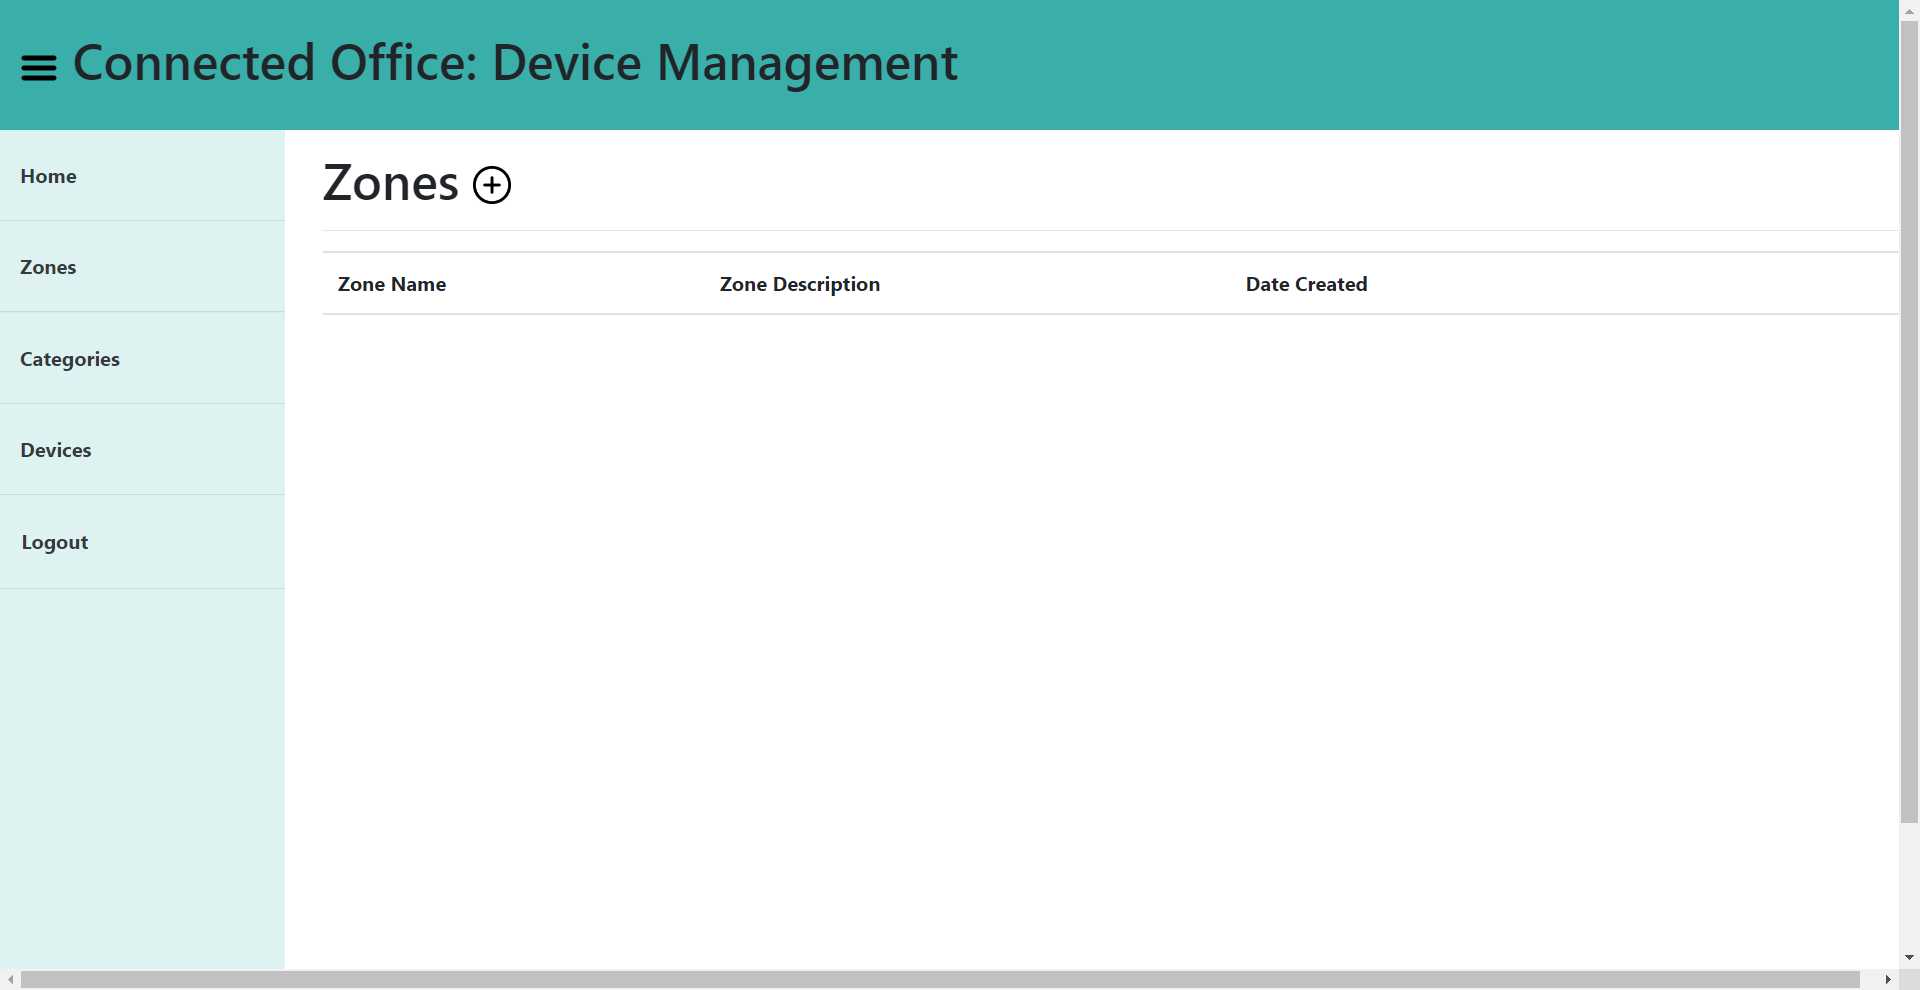 Connected Office: Device Management
Home
Zones
Categories
Devices
Logout
Zones
Zone Name Zone Description Date Created